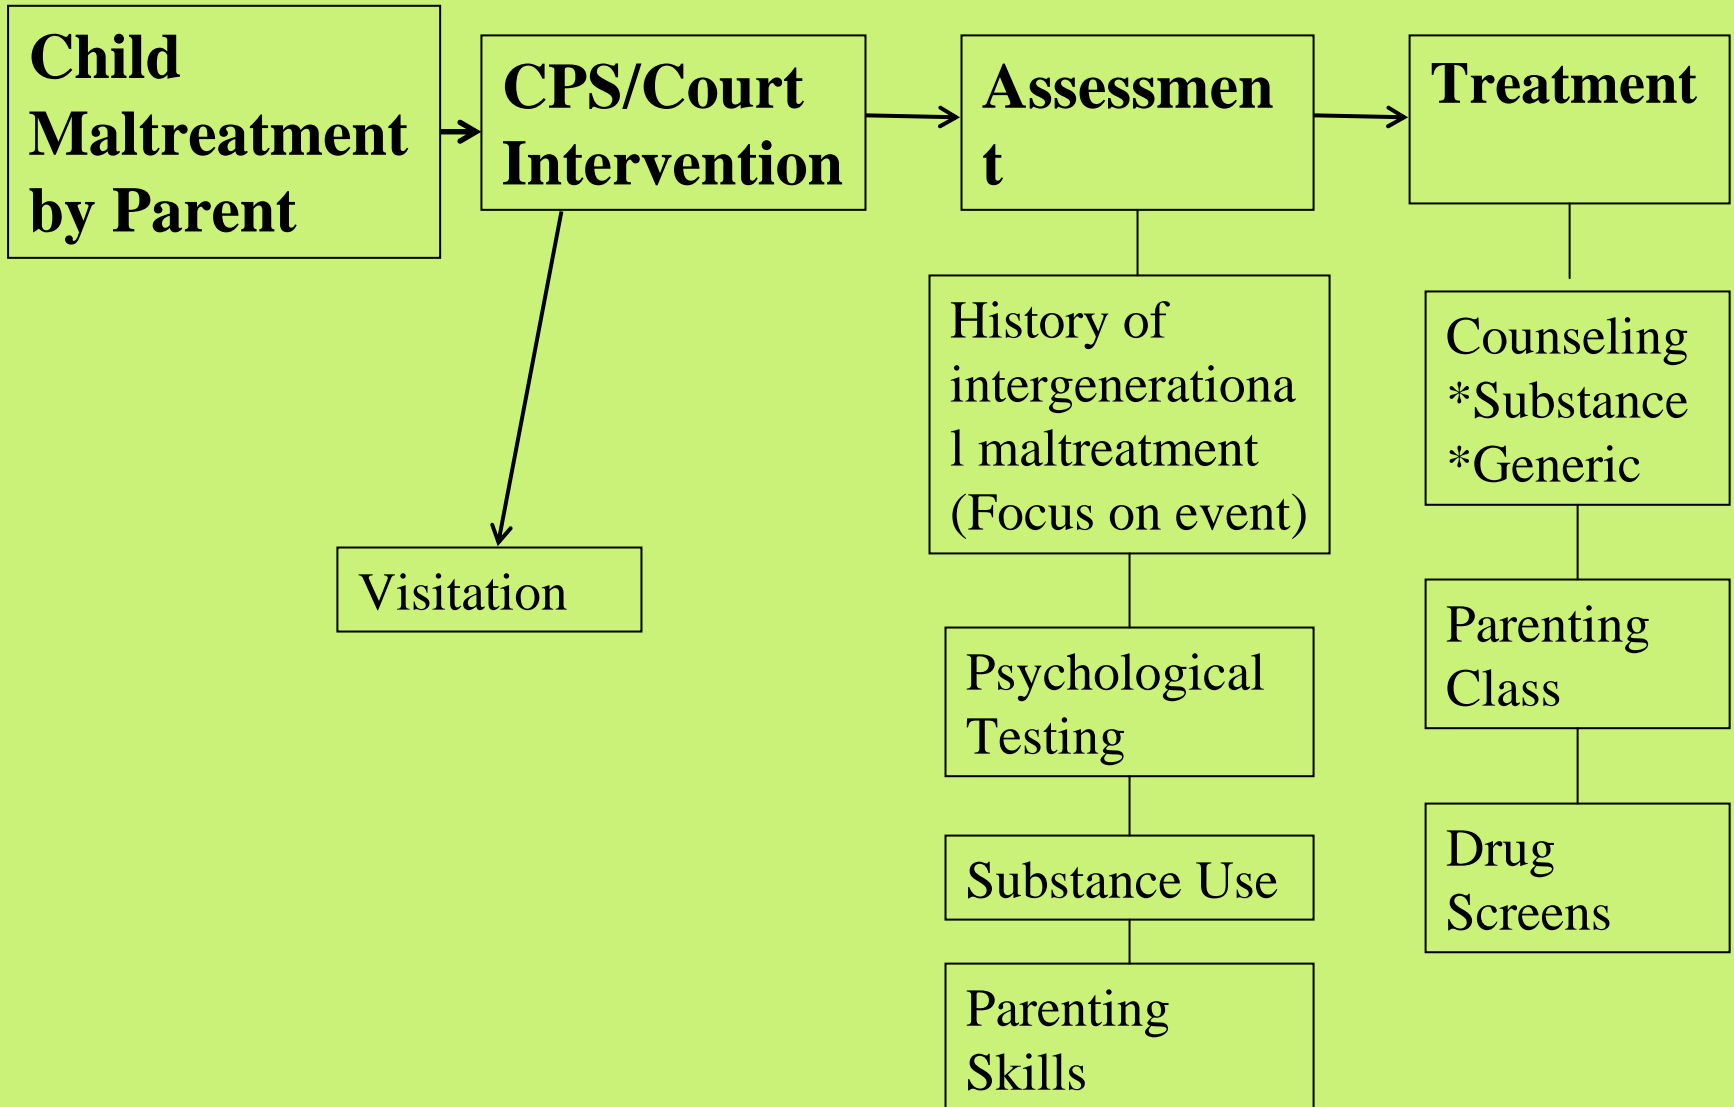 Child
Maltreatment
by Parent
CPS/Court
Intervention
Assessmen
t
Treatment
Visitation
History of
intergenerationa
l maltreatment
(Focus on event)
Psychological
Testing
Substance Use
Parenting
Skills
Counseling
*Substance
*Generic
Parenting
Class
Drug
Screens